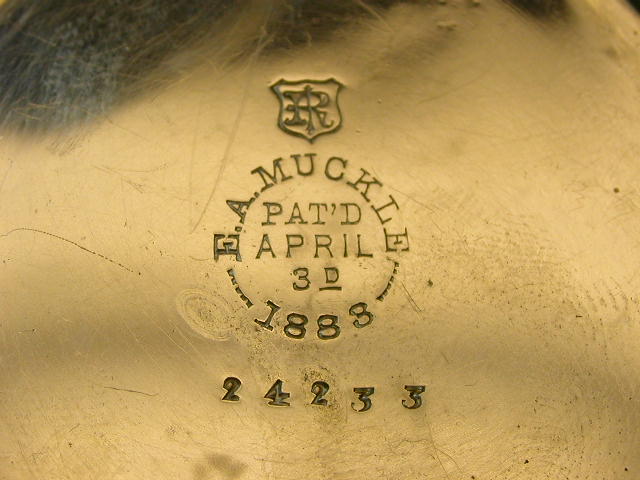 E.A. MUCKLE
PAT'D
APRIL
3D
1883
24233